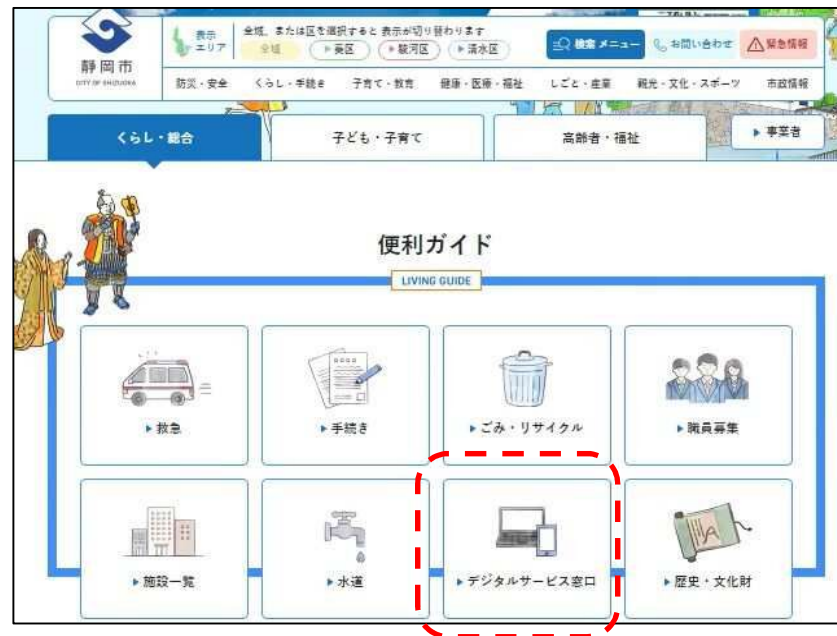 表示
エリア
全域、または区を選択すると 表示が切り替わります
全域
葵区
駿河区
清水区
検索 メニュー
お問い合わせ
緊急情報
静岡市
CITY OF SHIZUOKA
防災・安全
くらし・手続き
子育て・教育
健康・医療・福祉
しごと・産業
観光・文化・スポーツ
市政情報
くらし・総合
子ども・子育て
高齢者・福祉
事業者
便利ガイド
LIVING GUIDE
救急
手続き
ごみ・リサイクル
職員募集
施設一覧
水道
デジタルサービス窓口
歴史・文化財